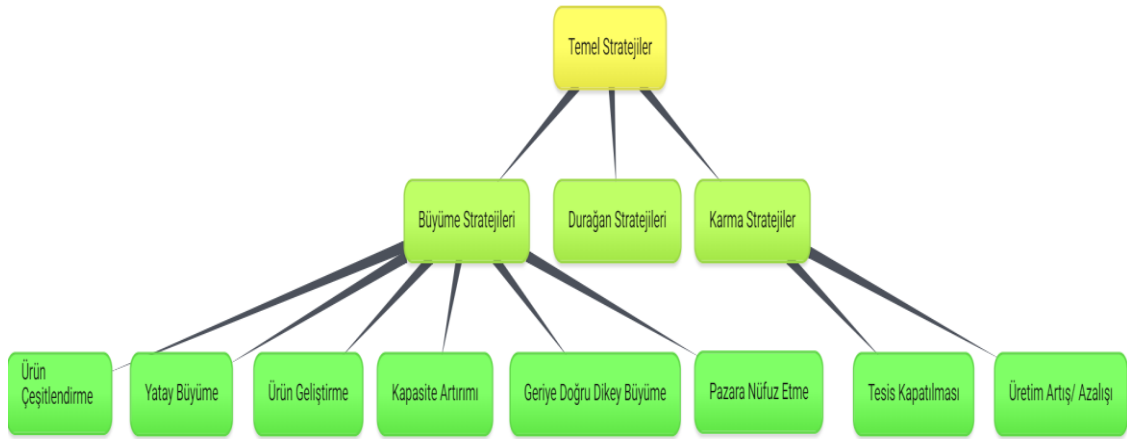 Temel Stratejiler
Büyüme Stratejileri
Durağan Stratejileri
Karma Stratejiler
Ürün
Çeşitlendirme
Yatay Büyüme
Ürün Geliştirme
Kapasite Artırımı
Geriye Doğru Dikey Büyüme
Pazara Nüfuz Etme
Tesis Kapatılması
Üretim Artış/ Azalışı